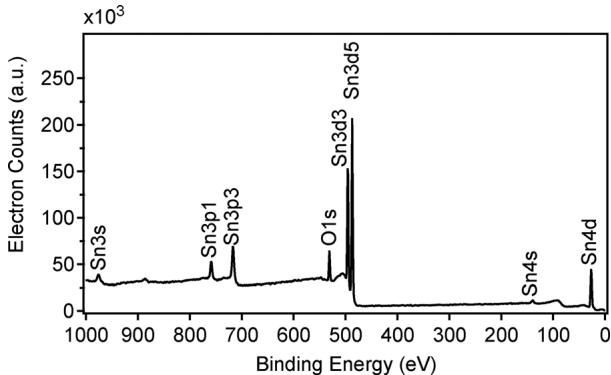 x10³
Electron Counts (a.u.)
250
200
150
100
50
0
Sn3s
Sn3p1
Sn3p3
O1s
Sn3d3
Sn3d5
Sn4s
Sn4d
1000 900 800 700 600 500 400 300 200 100 0
Binding Energy (eV)